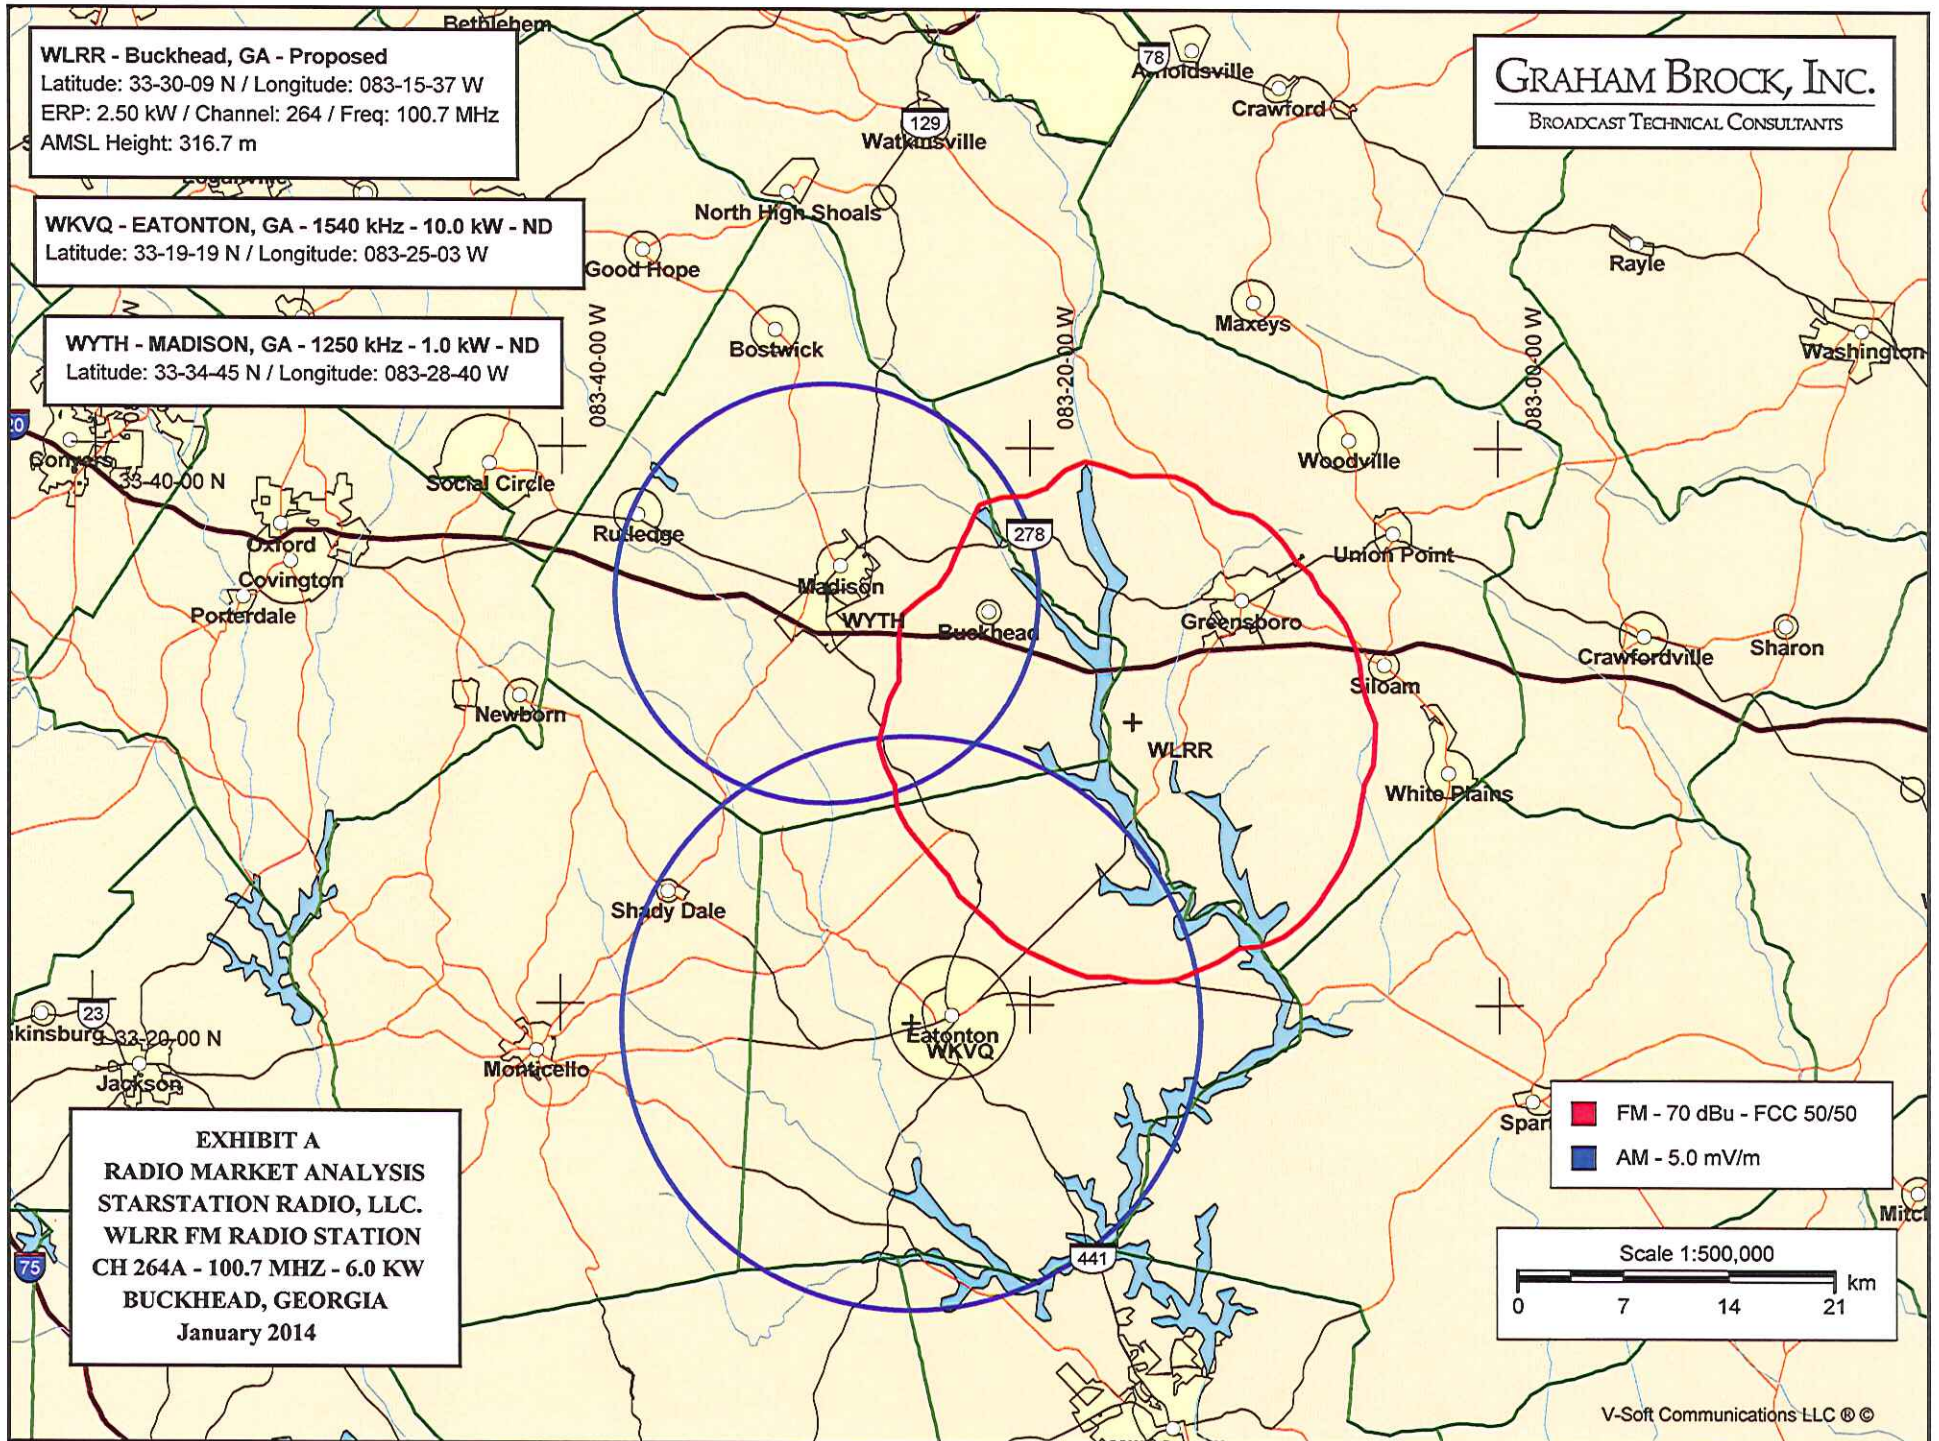 Bethlehem
WLRR - Buckhead, GA - Proposed
Latitude: 33-30-09 N / Longitude: 083-15-37 W
ERP: 2.50 kW / Channel: 264 / Freq: 100.7 MHz
AMSL Height: 316.7 m
GRAHAM BROCK, INC.
BROADCAST TECHNICAL CONSULTANTS
78
Arnoldsville
Crawford
129
Watkinsville
Loganville
North High Shoals
WKVQ - EATONTON, GA - 1540 kHz - 10.0 kW - ND
Latitude: 33-19-19 N / Longitude: 083-25-03 W
Good Hope
Rayle
WYTH - MADISON, GA - 1250 kHz - 1.0 kW - ND
Latitude: 33-34-45 N / Longitude: 083-28-40 W
083-40-00 W
083-20-00 W
083-00-00 W
W
Maxeys
Bostwick
Washington
20
Conyers
33-40-00 N
Social Circle
Woodville
Rutledge
278
Oxford
Union Point
Covington
Madison
Porterdale
WYTH
Buckhead
Greensboro
Crawfordville
Sharon
Siloam
Newborn
WLRR
White Plains
Shady Dale
23
kinsburg
33-20-00 N
Eatonton
WKVQ
Jackson
Monticello
EXHIBIT A
RADIO MARKET ANALYSIS
STARSTATION RADIO, LLC.
WLRR FM RADIO STATION
CH 264A - 100.7 MHZ - 6.0 KW
BUCKHEAD, GEORGIA
January 2014
Spar
FM - 70 dBu - FCC 50/50
AM - 5.0 mV/m
Mitch
75
441
Scale 1:500,000
km
0 7 14 21
V-Soft Communications LLC ® ©